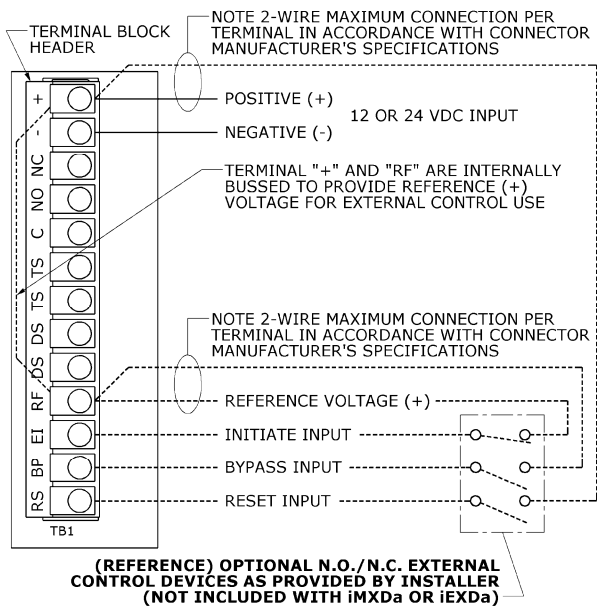 NOTE 2-WIRE MAXIMUM CONNECTION PER
TERMINAL IN ACCORDANCE WITH CONNECTOR
MANUFACTURER'S SPECIFICATIONS
TERMINAL BLOCK
HEADER
+
POSITIVE (+)
12 OR 24 VDC INPUT
-
NEGATIVE (-)
NC
TERMINAL "+" AND "RF" ARE INTERNALLY
BUSSED TO PROVIDE REFERENCE (+)
VOLTAGE FOR EXTERNAL CONTROL USE
NO
C
TS
TS
DS
DS
NOTE 2-WIRE MAXIMUM CONNECTION PER
TERMINAL IN ACCORDANCE WITH CONNECTOR
MANUFACTURER'S SPECIFICATIONS
RF
REFERENCE VOLTAGE (+)
EI
INITIATE INPUT
BP
BYPASS INPUT
RS
RESET INPUT
TB1
(REFERENCE) OPTIONAL N.O./N.C. EXTERNAL
CONTROL DEVICES AS PROVIDED BY INSTALLER
(NOT INCLUDED WITH iMXDa OR iEXDa)